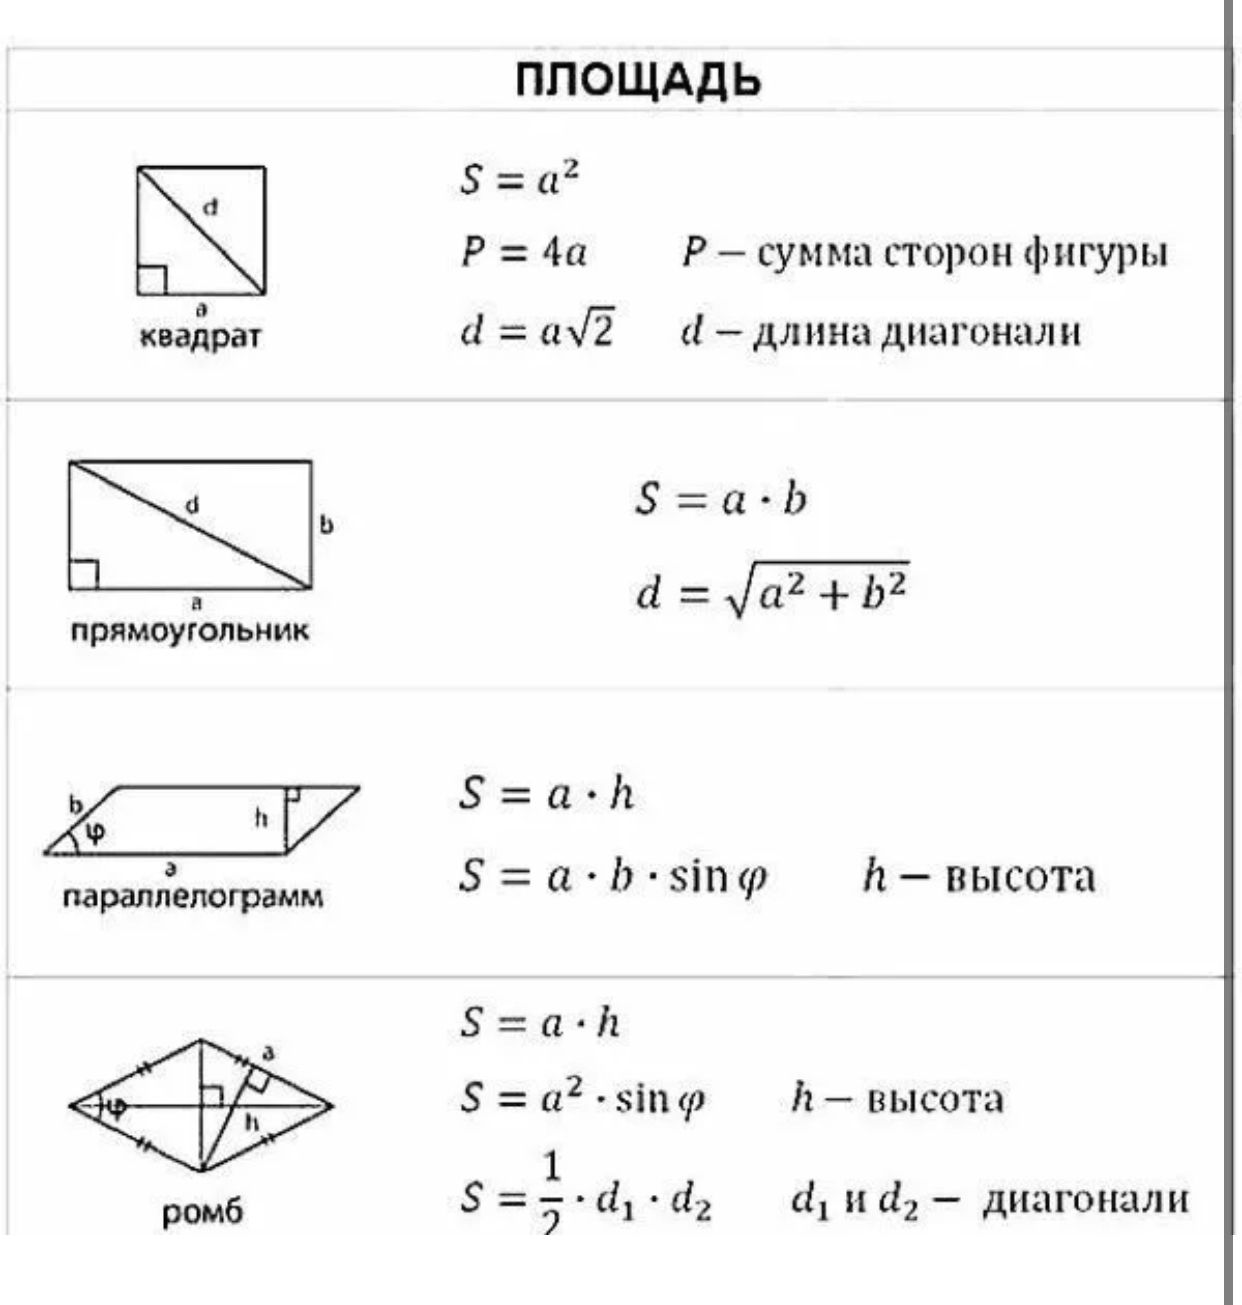 ПЛОЩАДЬ
d
a
квадрат
S = a²
P = 4a P – сумма сторон фигуры
d = a√2 d – длина диагонали
d
b
a
прямоугольник
S = a · b
d = √(a² + b²)
b
φ
h
a
параллелограмм
S = a · h
S = a · b · sin φ h – высота
a
φ
h
ромб
S = a · h
S = a² · sin φ h – высота
S = 1/2 · d₁ · d₂ d₁ и d₂ – диагонали